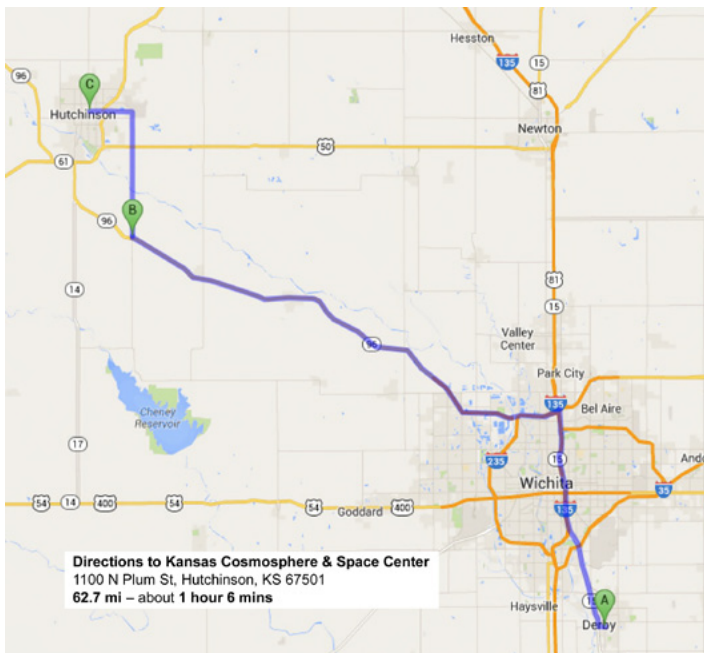 Hesston
135
15
81
96
C
Hutchinson
Newton
50
61
B
96
14
81
15
Valley
Center
96
Park City
135
Bel Aire
Cheney
Reservoir
17
15
235
Wichita
35
54
14
400
54
54
400
135
Goddard
Directions to Kansas Cosmosphere & Space Center
1100 N Plum St, Hutchinson, KS 67501
62.7 mi – about 1 hour 6 mins
Haysville
A
Derby